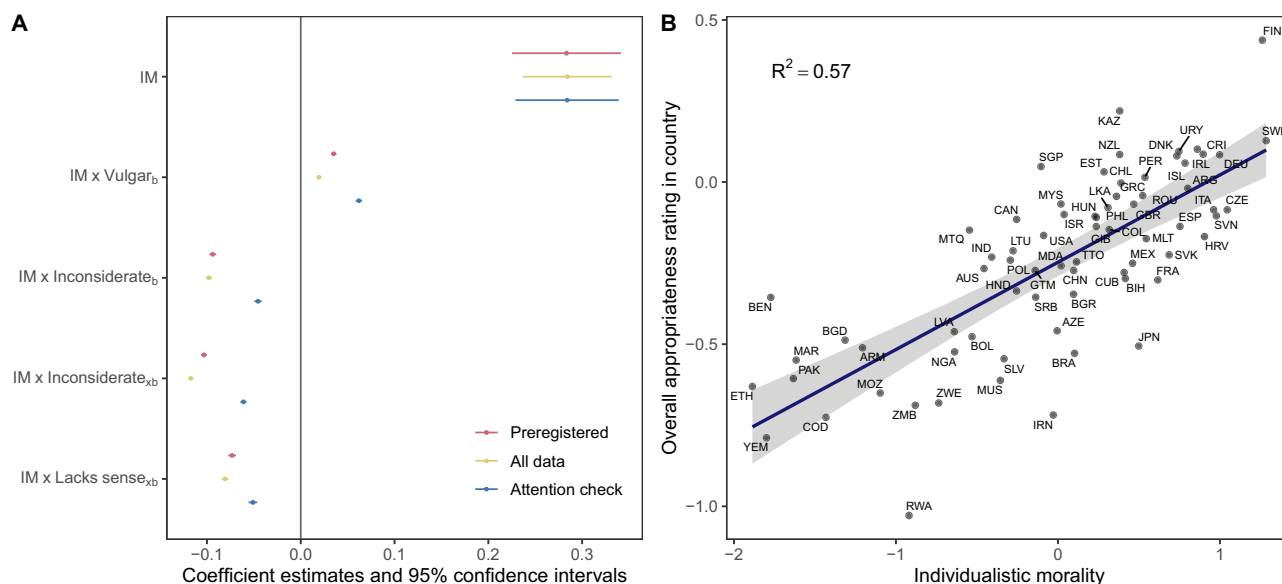 A
IM
IM x Vulgar_b
IM x Inconsiderate_b
IM x Inconsiderate_xb
IM x Lacks sense_xb
Preregistered
All data
Attention check
−0.1 0.0 0.1 0.2 0.3
Coefficient estimates and 95% confidence intervals
B
Overall appropriateness rating in country
0.5
0.0
−0.5
−1.0
R² = 0.57
FIN
KAZ
URY
SWE
NZL DNK CRI
SGP EST PER IRL DEU
CHL ISL
MYS LKA GRC ARG
ROU ITA CZE
CAN HUN PHL GBR ESP SVN
ISR
MTQ USA GIB COL MLT HRV
IND LTU MDA TTO MEX SVK
AUS POL CHN CUB FRA
HND GTM BIH
BEN SRB BGR
BGD LVA AZE
MAR ARM BOL JPN
PAK NGA SLV BRA
ETH MOZ MUS
ZWE
COD ZMB IRN
YEM
RWA
−2 −1 0 1
Individualistic morality